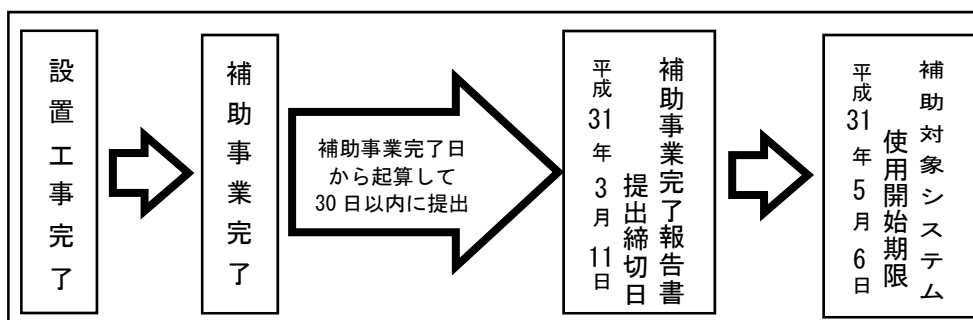 設置工事完了
補助事業完了
補助事業完了日
から起算して
30日以内に提出
補助事業完了報告書
提出締切日
平成31年3月11日
補助対象システム
使用開始期限
平成31年5月6日